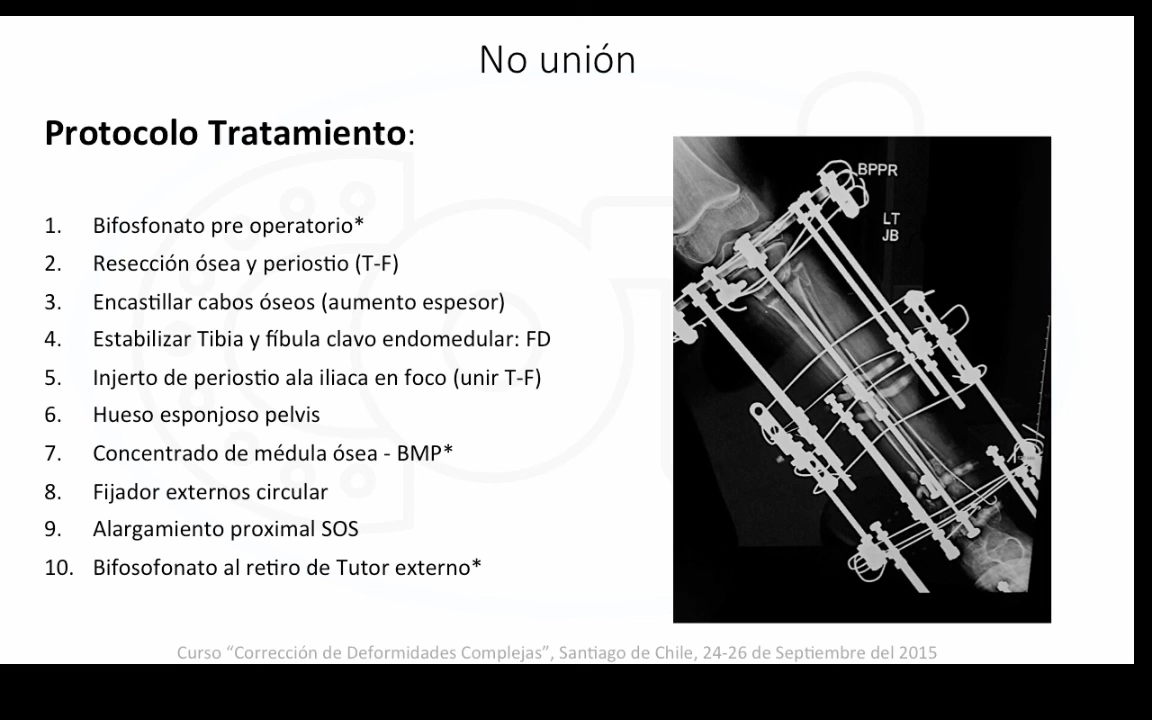 No unión
Protocolo Tratamiento:
1. Bifosfonato pre operatorio*
2. Resección ósea y periostio (T-F)
3. Encastillar cabos óseos (aumento espesor)
4. Estabilizar Tibia y fíbula clavo endomedular: FD
5. Injerto de periostio ala iliaca en foco (unir T-F)
6. Hueso esponjoso pelvis
7. Concentrado de médula ósea - BMP*
8. Fijador externos circular
9. Alargamiento proximal SOS
10. Bifosofonato al retiro de Tutor externo*
BPPR
LT
JB
Curso “Corrección de Deformidades Complejas”, Santiago de Chile, 24-26 de Septiembre del 2015